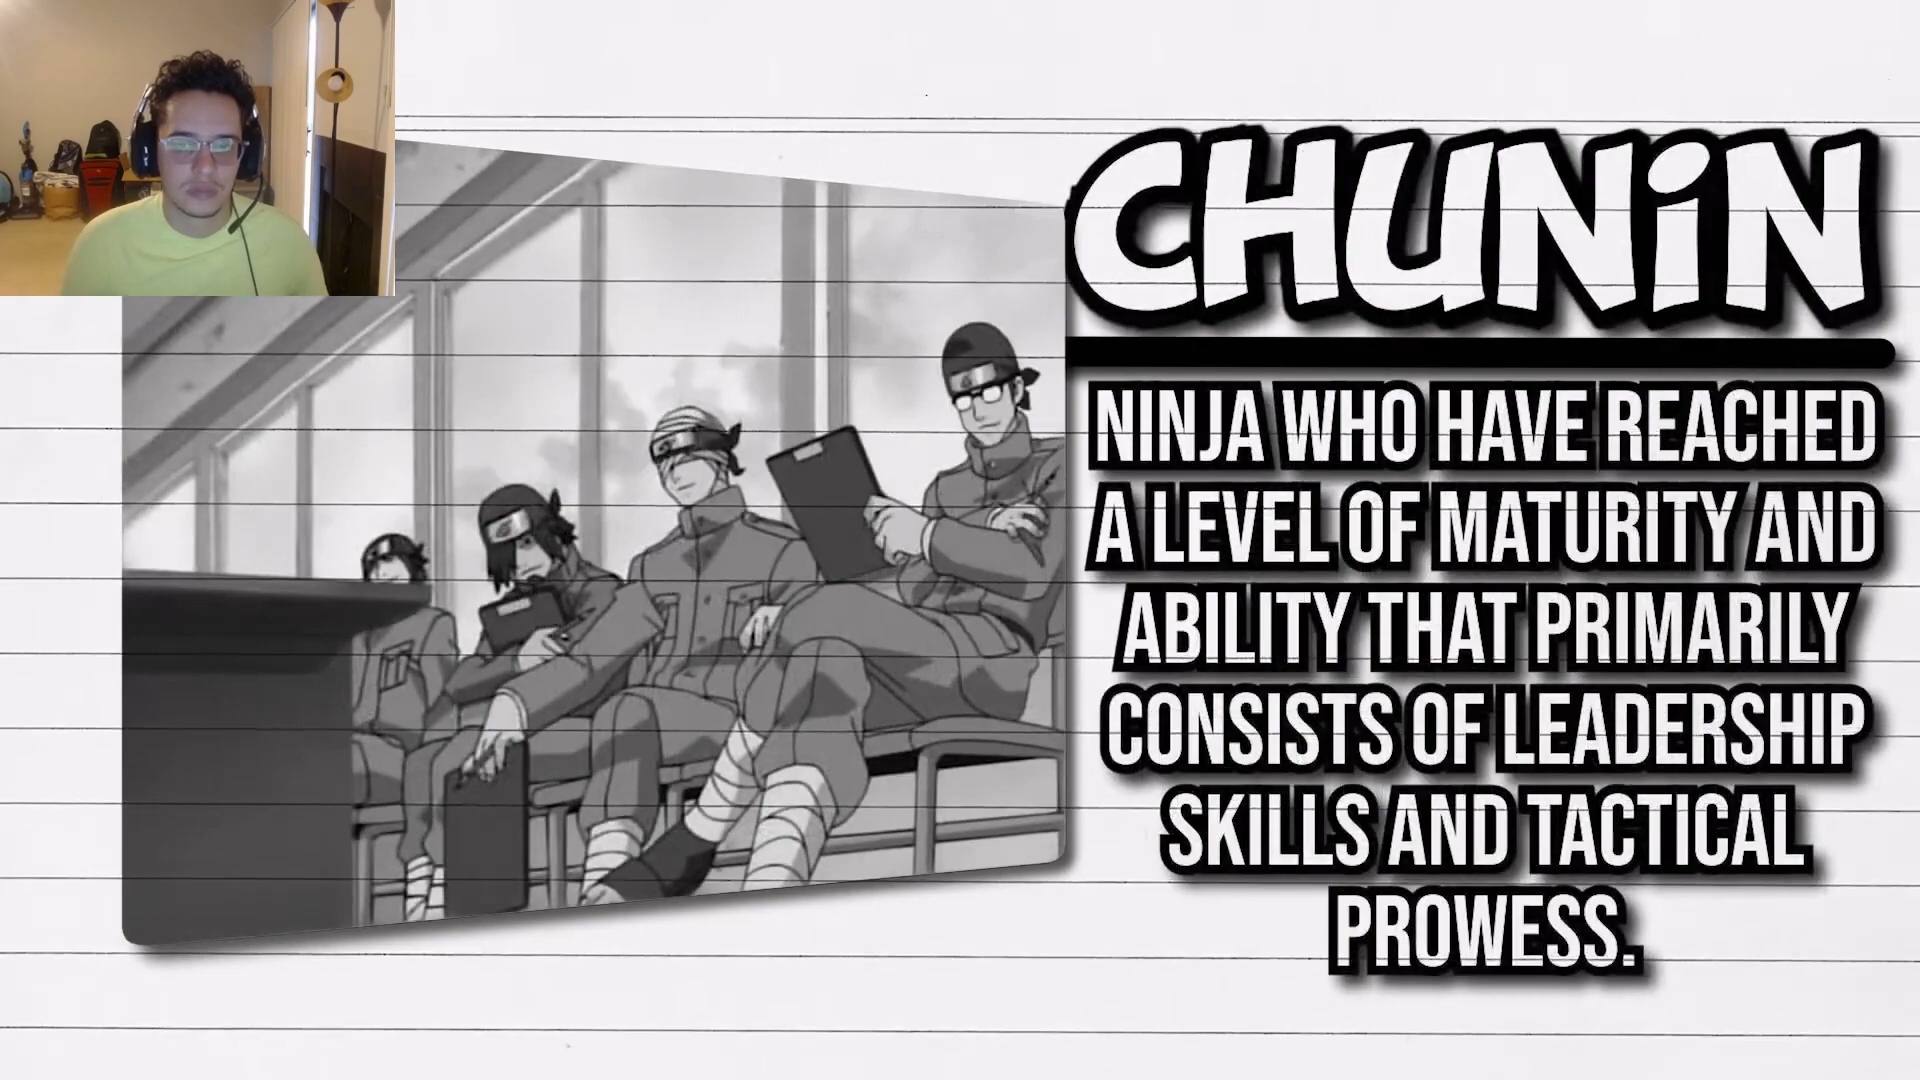 CHUNiN
NINJA WHO HAVE REACHED
A LEVEL OF MATURITY AND
ABILITY THAT PRIMARILY
CONSISTS OF LEADERSHIP
SKILLS AND TACTICAL
PROWESS.